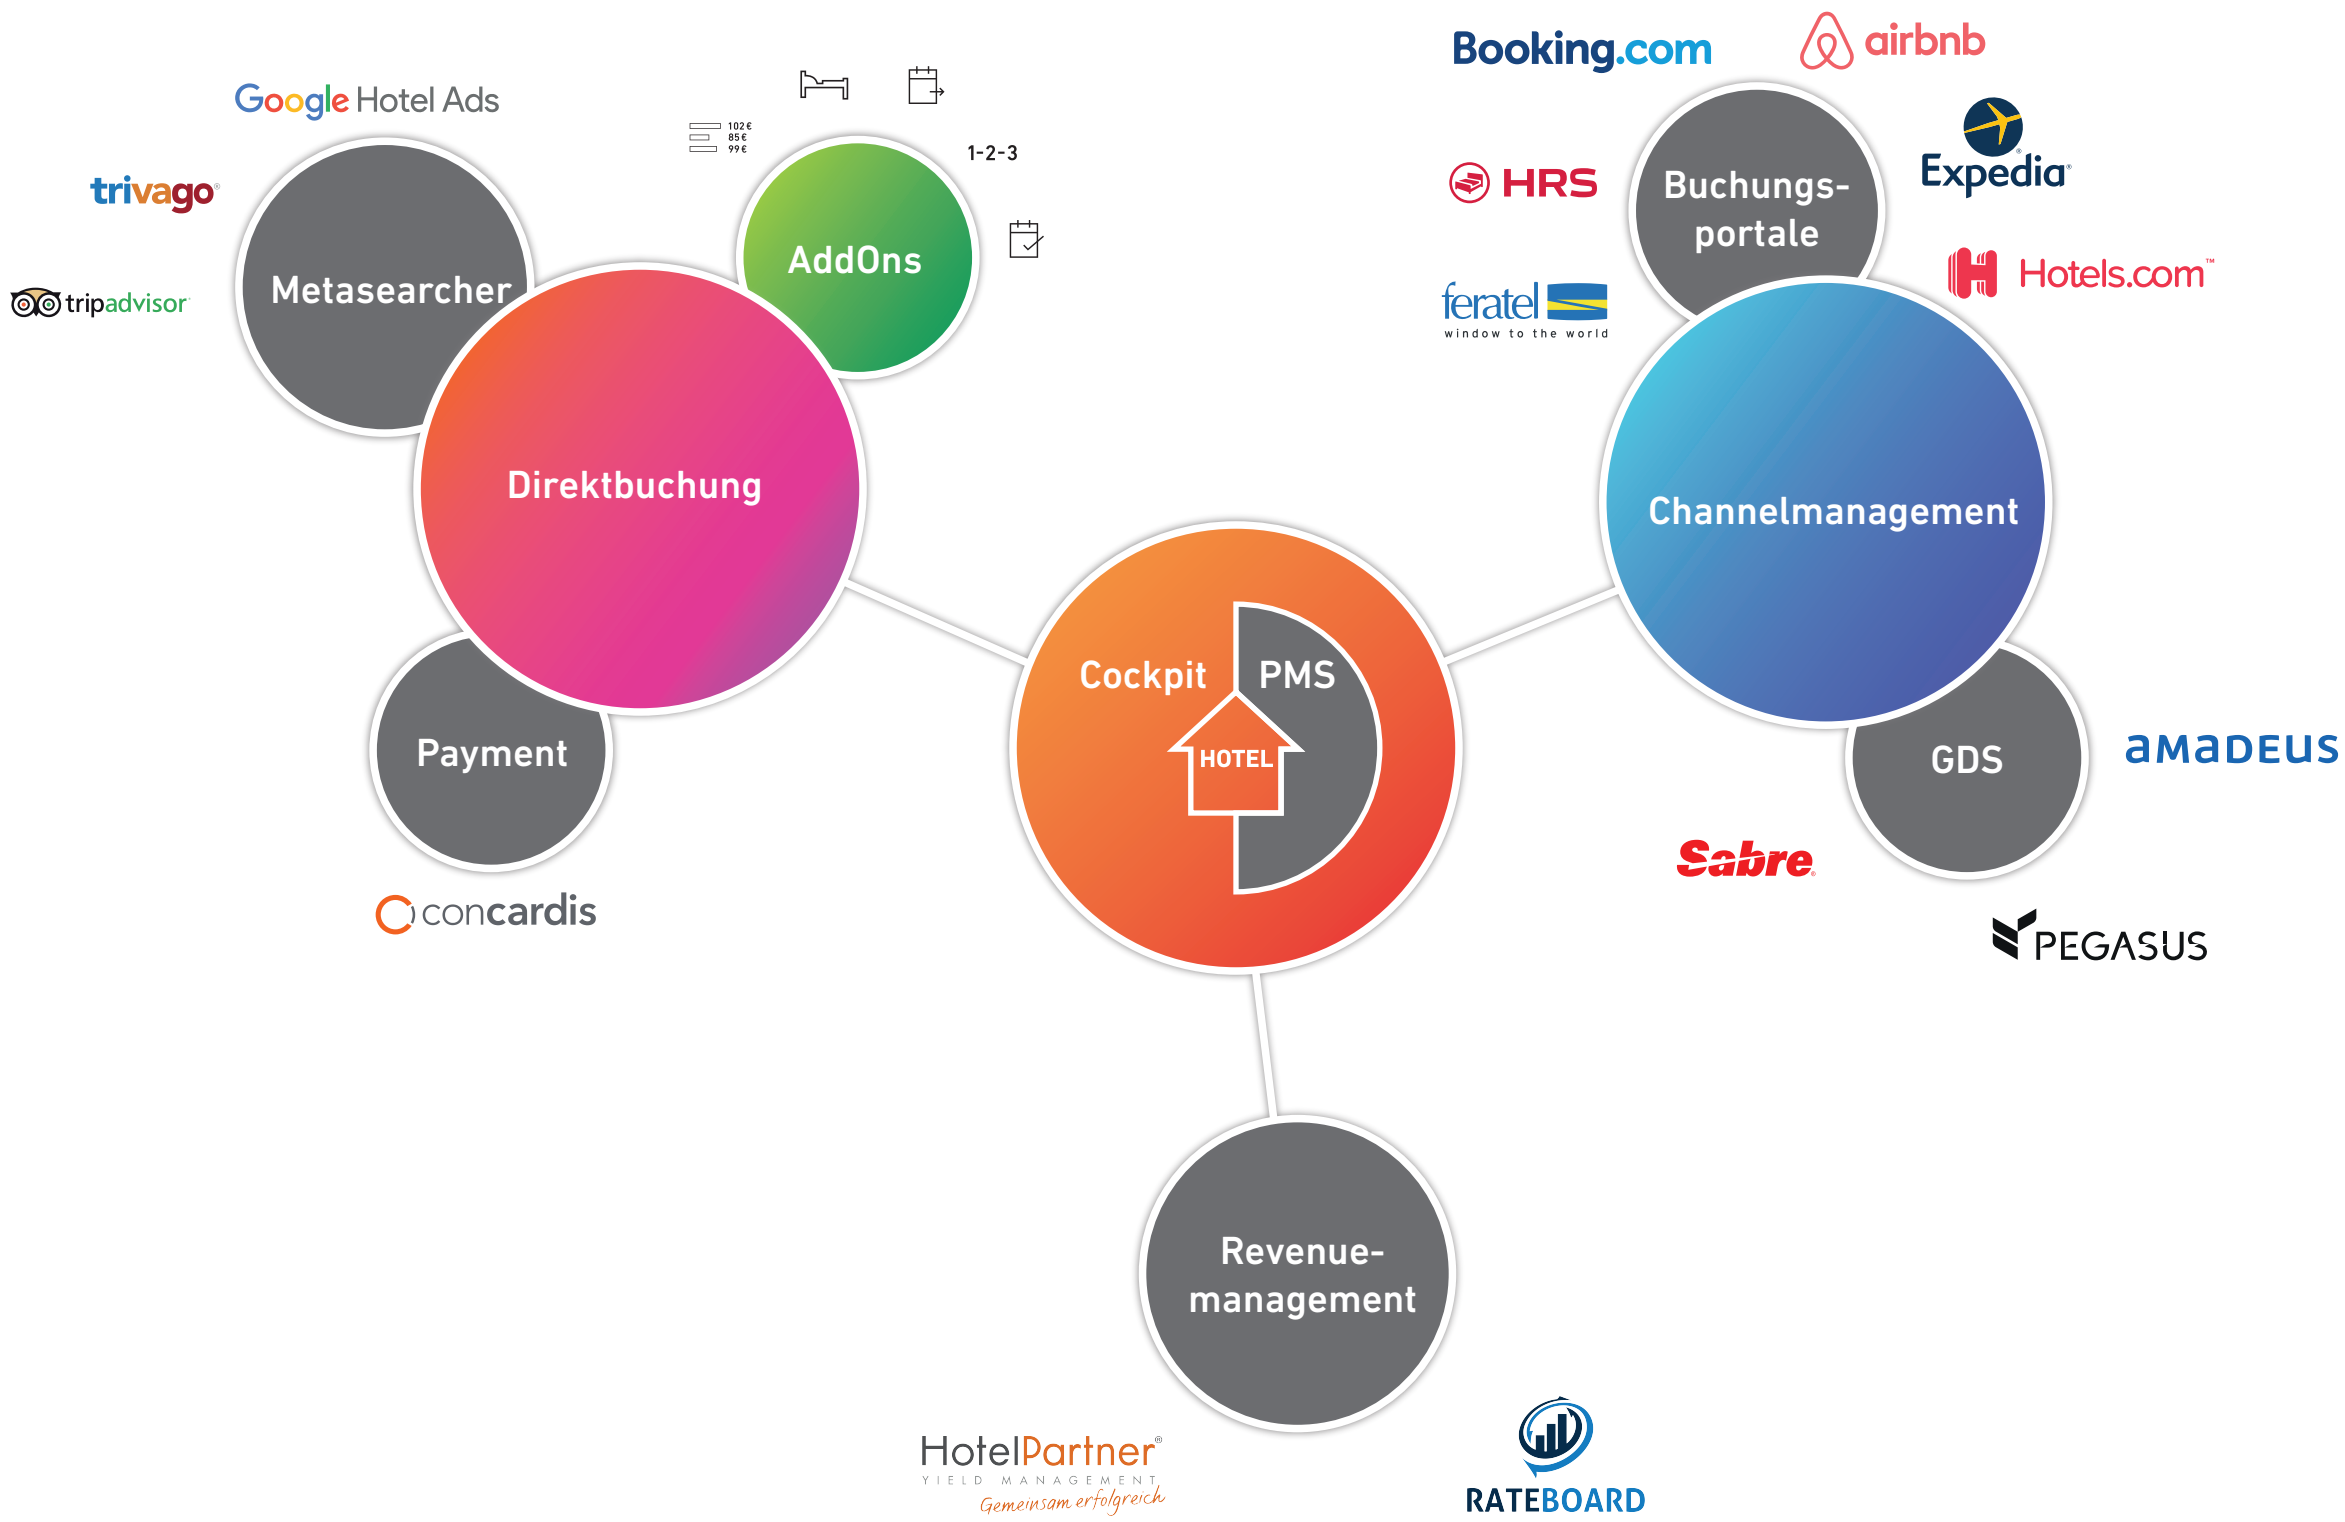 Google Hotel Ads
trivago®
tripadvisor
Metasearcher
102€
85€
99€
1-2-3
AddOns
Direktbuchung
Payment
concardis
Booking.com
airbnb
HRS
Expedia®
feratel
window to the world
Hotels.com™
Buchungs-
portale
Channelmanagement
GDS
amadeus
Sabre®
PEGASUS
Cockpit
PMS
HOTEL
Revenue-
management
HotelPartner®
YIELD MANAGEMENT
Gemeinsam erfolgreich
RATEBOARD